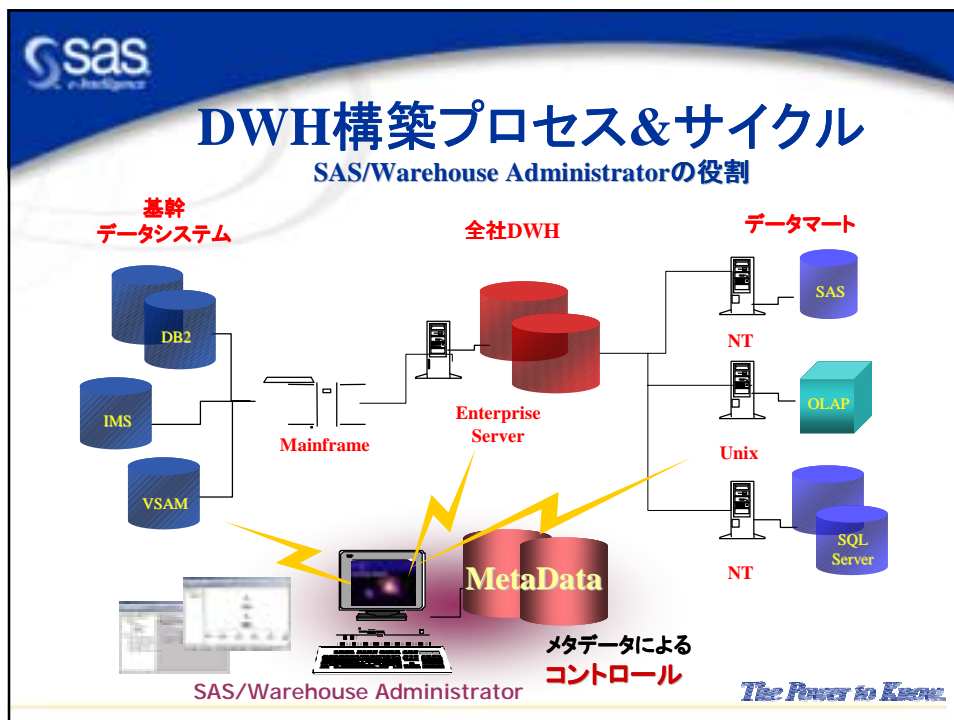 sas
e-Intelligence
DWH構築プロセス&サイクル
SAS/Warehouse Administratorの役割
基幹
データシステム
全社DWH
データマート
DB2
IMS
VSAM
Mainframe
Enterprise
Server
SAS
NT
OLAP
Unix
SQL
Server
NT
MetaData
メタデータによる
コントロール
SAS/Warehouse Administrator
The Power to Know.